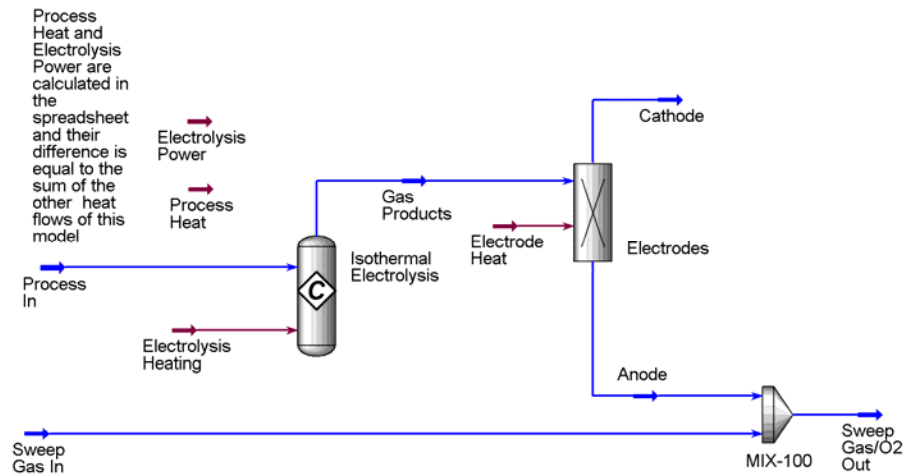 Process
Heat and
Electrolysis
Power are
calculated in
the
spreadsheet
and their
difference is
equal to the
sum of the
other heat
flows of this
model
Electrolysis
Power
Process
Heat
Cathode
Gas
Products
Electrode
Heat
Electrodes
Isothermal
Electrolysis
C
Process
In
Electrolysis
Heating
Anode
Sweep
Gas In
MIX-100
Sweep
Gas/O2
Out